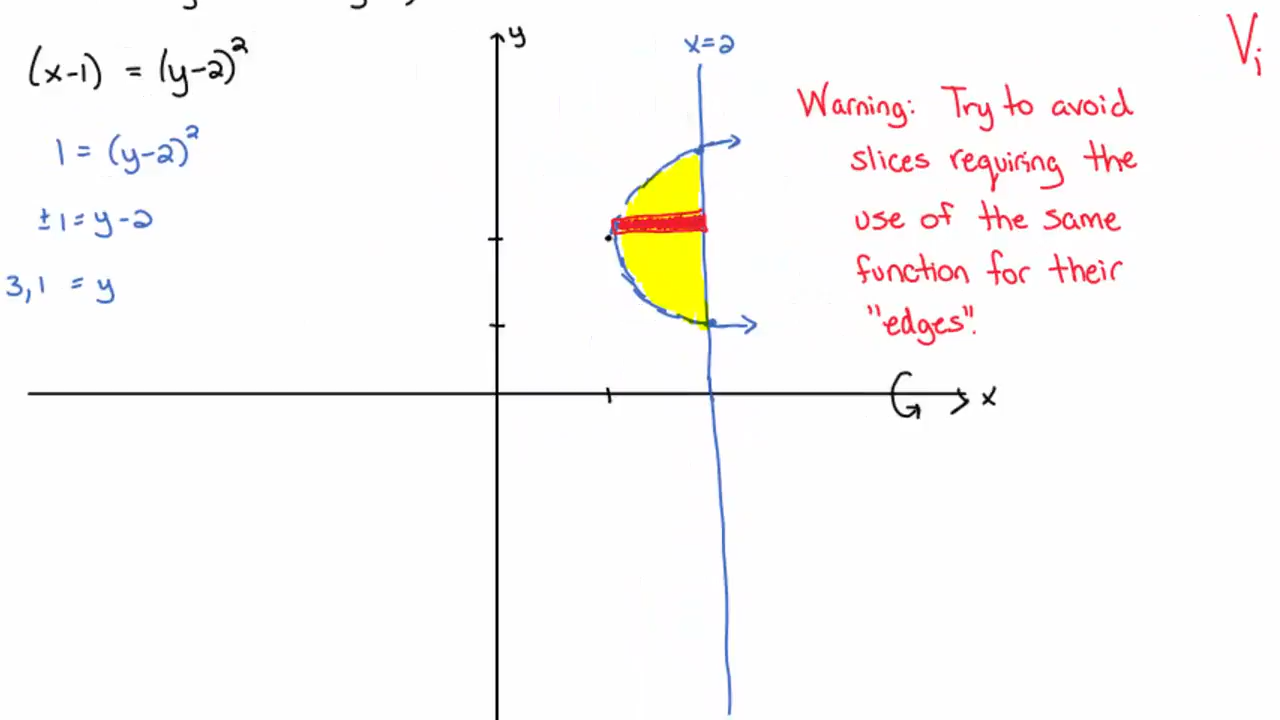 (x-1) = (y-2)²
1 = (y-2)²
±1 = y-2
3,1 = y
y
x=2
x
Warning: Try to avoid
slices requiring the
use of the same
function for their
"edges".
Vi